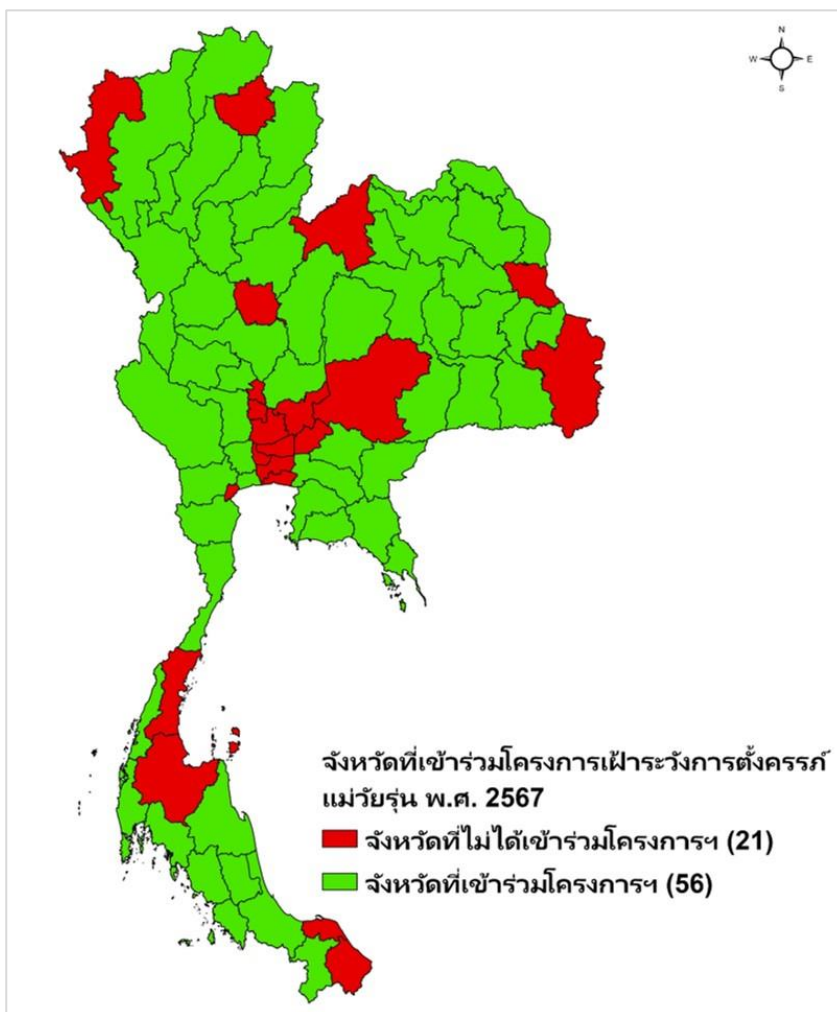 N
W E
S
จังหวัดที่เข้าร่วมโครงการเฝ้าระวังการตั้งครรภ์
แม่วัยรุ่น พ.ศ. 2567
จังหวัดที่ไม่ได้เข้าร่วมโครงการฯ (21)
จังหวัดที่เข้าร่วมโครงการฯ (56)